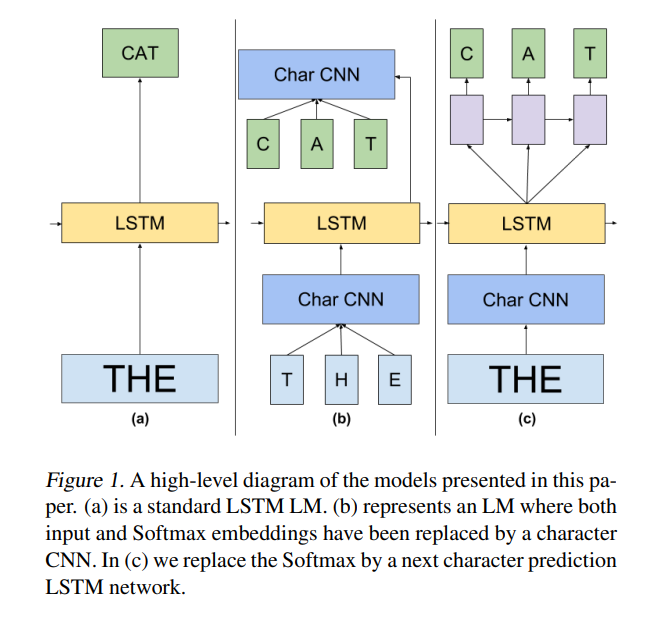 CAT
LSTM
THE
(a)
Char CNN
C A T
LSTM
Char CNN
T H E
(b)
C A T
LSTM
Char CNN
THE
(c)
Figure 1. A high-level diagram of the models presented in this pa-
per. (a) is a standard LSTM LM. (b) represents an LM where both
input and Softmax embeddings have been replaced by a character
CNN. In (c) we replace the Softmax by a next character prediction
LSTM network.